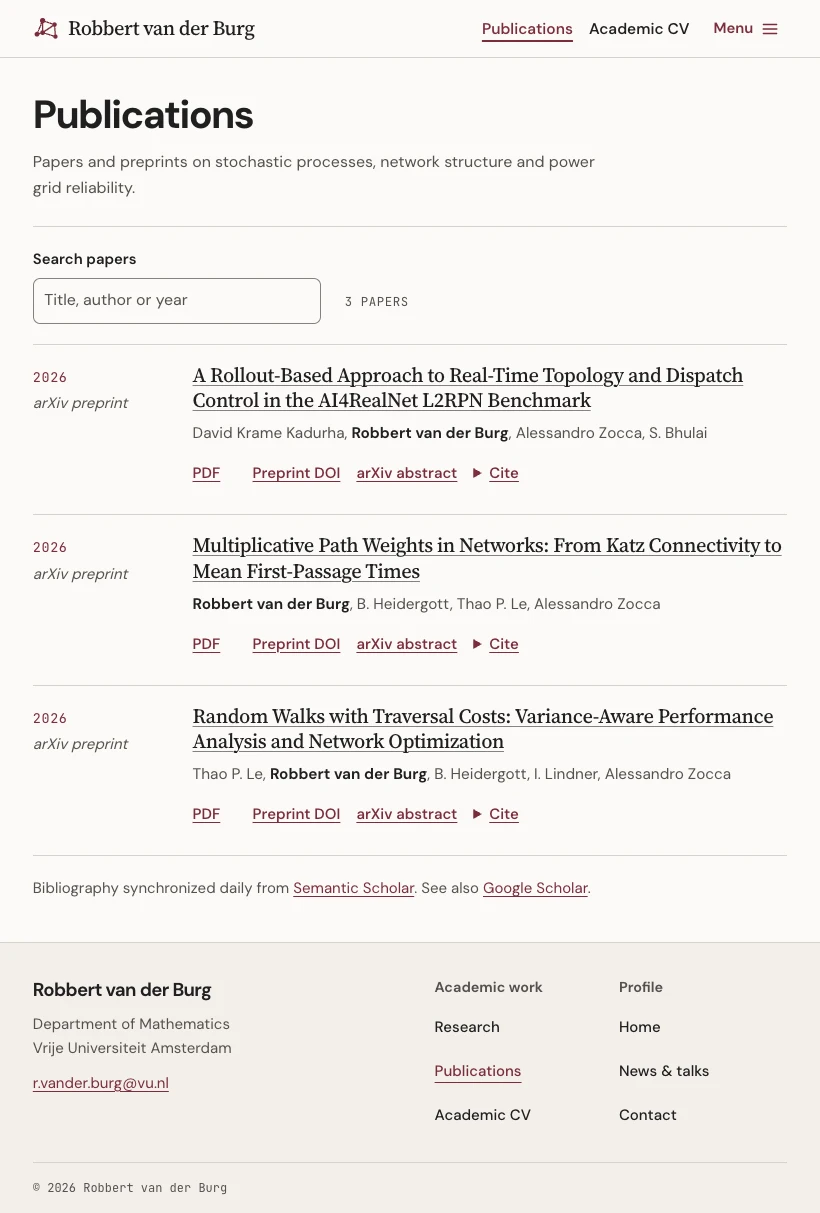 Robbert van der Burg
Publications Academic CV Menu
Publications
Papers and preprints on stochastic processes, network structure and power
grid reliability.
Search papers
Title, author or year
3 PAPERS
2026
arXiv preprint
A Rollout-Based Approach to Real-Time Topology and Dispatch
Control in the AI4RealNet L2RPN Benchmark
David Krame Kadurha, Robbert van der Burg, Alessandro Zocca, S. Bhulai
PDF Preprint DOI arXiv abstract Cite
2026
arXiv preprint
Multiplicative Path Weights in Networks: From Katz Connectivity to
Mean First-Passage Times
Robbert van der Burg, B. Heidergott, Thao P. Le, Alessandro Zocca
PDF Preprint DOI arXiv abstract Cite
2026
arXiv preprint
Random Walks with Traversal Costs: Variance-Aware Performance
Analysis and Network Optimization
Thao P. Le, Robbert van der Burg, B. Heidergott, I. Lindner, Alessandro Zocca
PDF Preprint DOI arXiv abstract Cite
Bibliography synchronized daily from Semantic Scholar. See also Google Scholar.
Robbert van der Burg
Department of Mathematics
Vrije Universiteit Amsterdam
r.vander.burg@vu.nl
Academic work
Research
Publications
Academic CV
Profile
Home
News & talks
Contact
© 2026 Robbert van der Burg